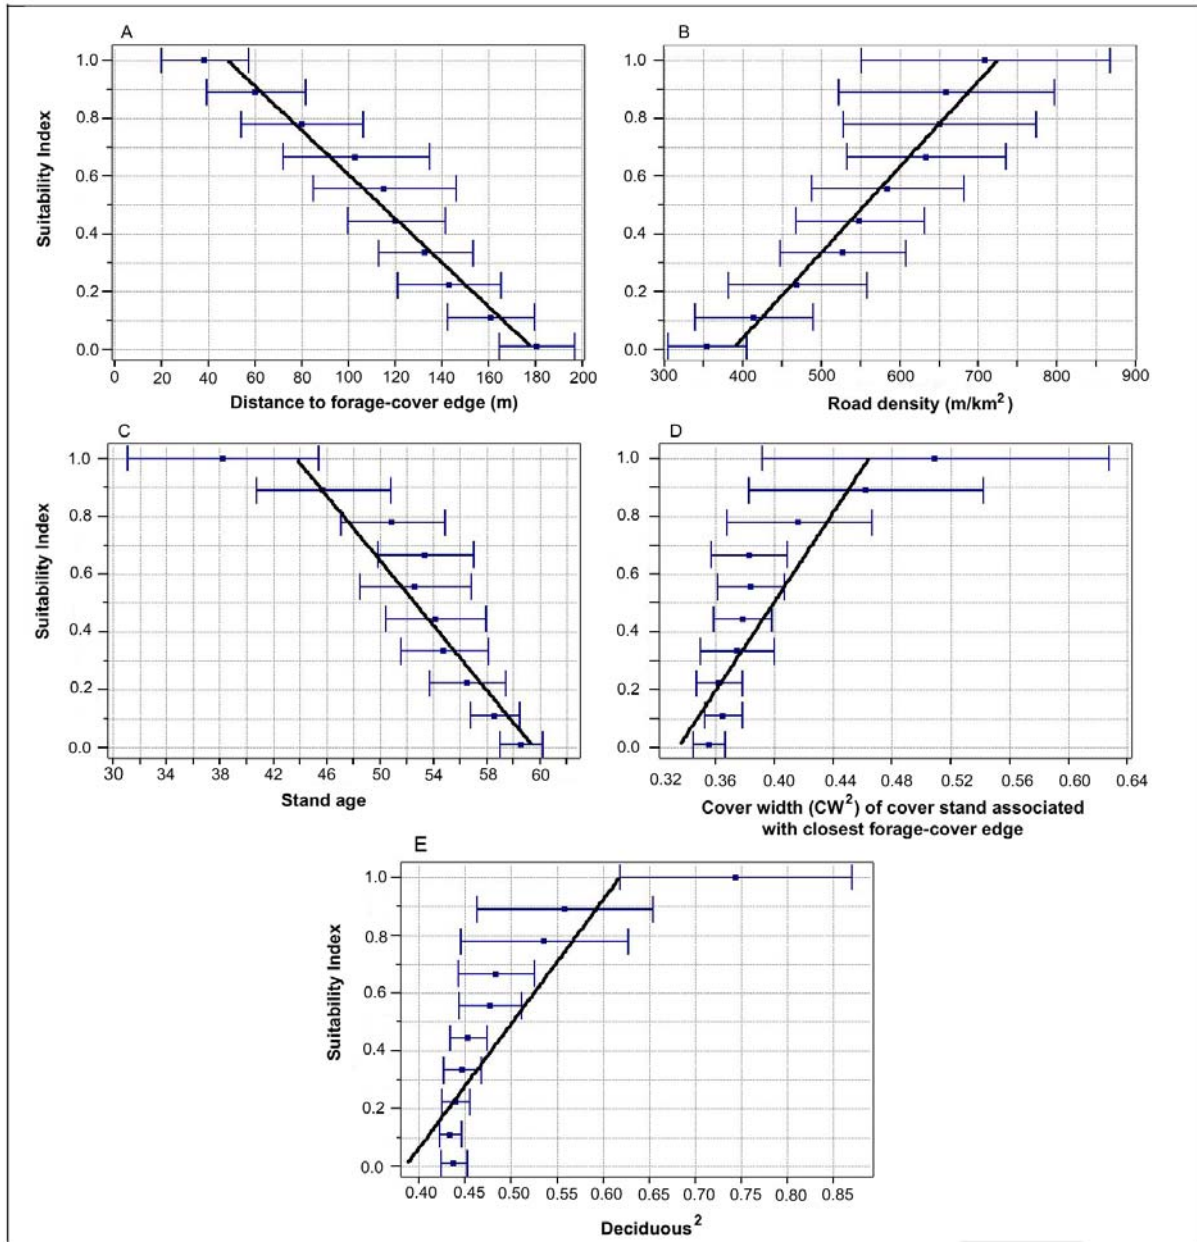 A
Suitability Index
1.0
0.8
0.6
0.4
0.2
0.0
0 20 40 60 80 100 120 140 160 180 200
Distance to forage-cover edge (m)
B
1.0
0.8
0.6
0.4
0.2
0.0
300 400 500 600 700 800 900
Road density (m/km²)
C
Suitability Index
1.0
0.8
0.6
0.4
0.2
0.0
30 34 38 42 46 50 54 58 60
Stand age
D
1.0
0.8
0.6
0.4
0.2
0.0
0.32 0.36 0.40 0.44 0.48 0.52 0.56 0.60 0.64
Cover width (CW²) of cover stand associated
with closest forage-cover edge
E
Suitability Index
1.0
0.8
0.6
0.4
0.2
0.0
0.40 0.45 0.50 0.55 0.60 0.65 0.70 0.75 0.80 0.85
Deciduous²